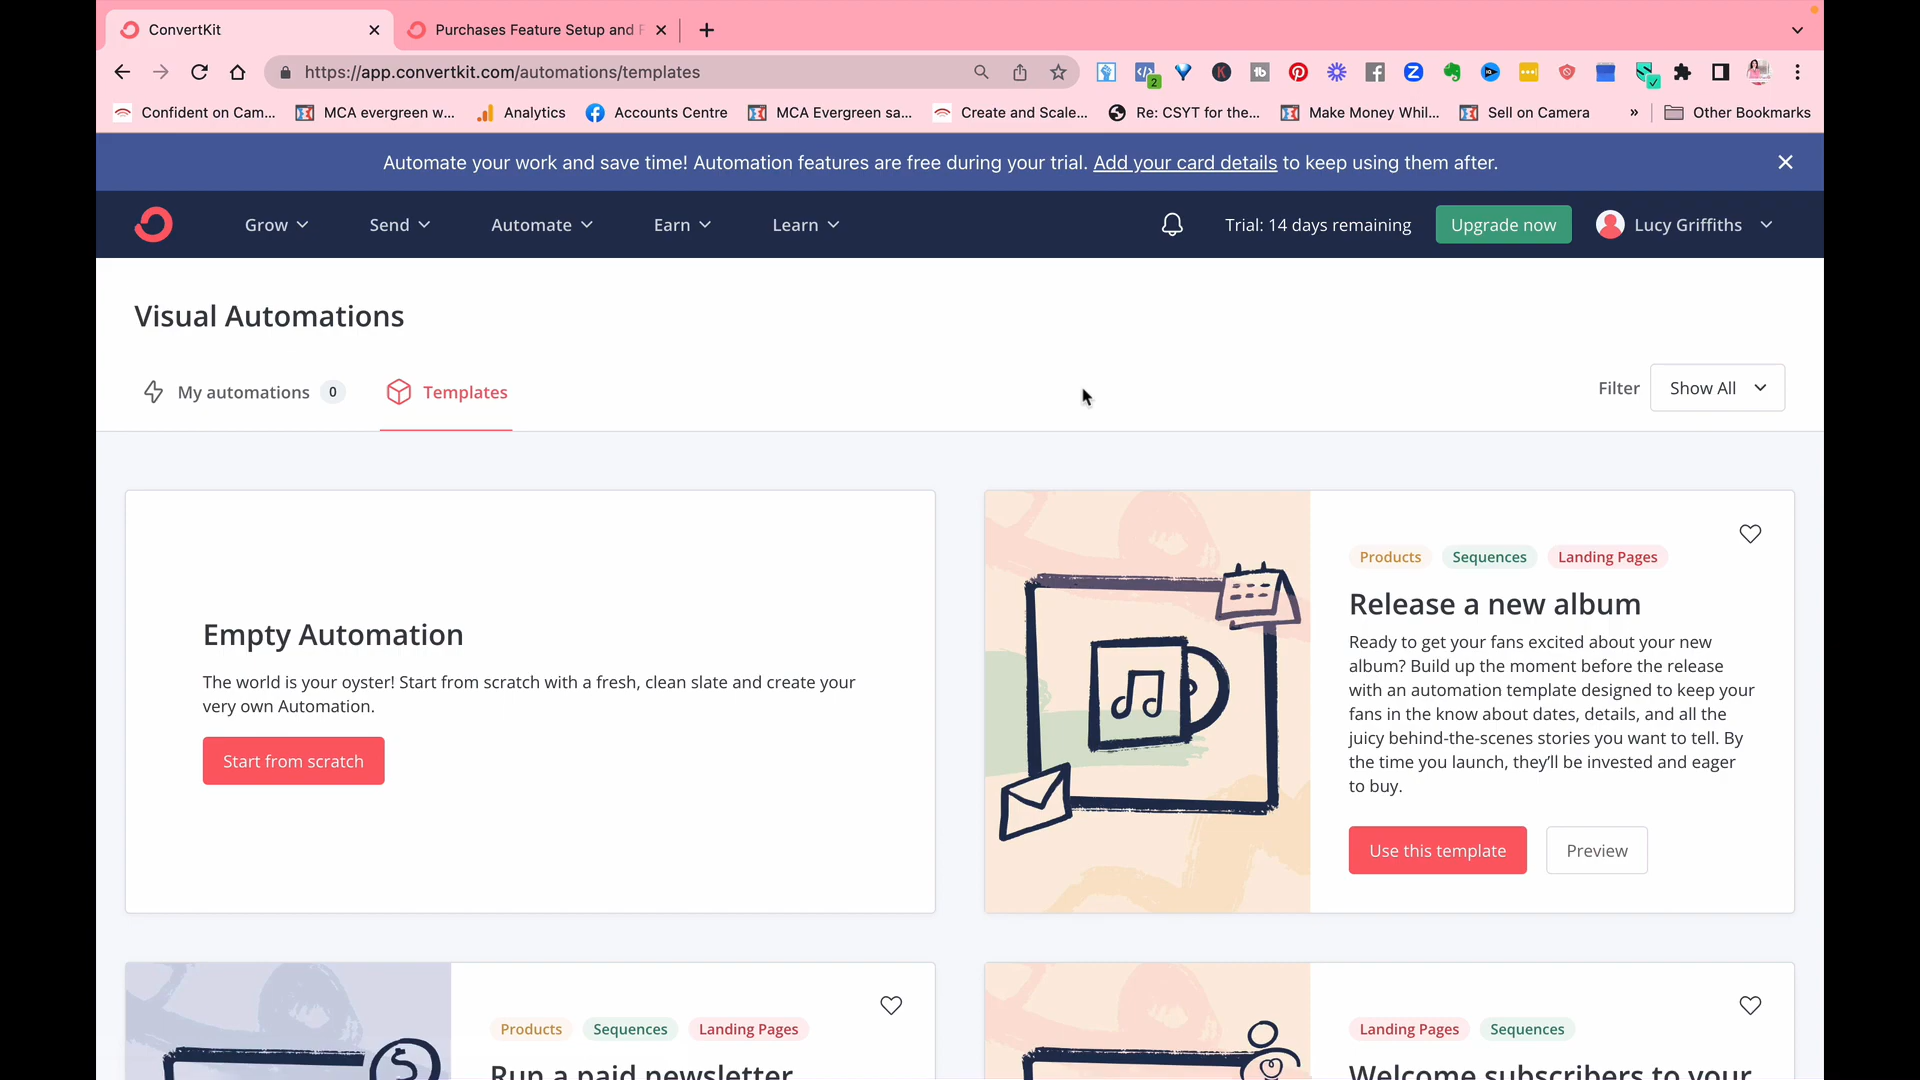 ConvertKit
Purchases Feature Setup and F
https://app.convertkit.com/automations/templates
2
Confident on Cam...
MCA evergreen w...
Analytics
Accounts Centre
MCA Evergreen sa...
Create and Scale...
Re: CSYT for the...
Make Money Whil...
Sell on Camera
»
Other Bookmarks
Automate your work and save time! Automation features are free during your trial. Add your card details to keep using them after.
Grow
Send
Automate
Earn
Learn
Trial: 14 days remaining
Upgrade now
Lucy Griffiths
Visual Automations
My automations 0
Templates
Filter
Show All
Empty Automation
The world is your oyster! Start from scratch with a fresh, clean slate and create your
very own Automation.
Start from scratch
Products Sequences Landing Pages
Release a new album
Ready to get your fans excited about your new
album? Build up the moment before the release
with an automation template designed to keep your
fans in the know about dates, details, and all the
juicy behind-the-scenes stories you want to tell. By
the time you launch, they'll be invested and eager
to buy.
Use this template
Preview
Products Sequences Landing Pages
Run a paid newsletter
Landing Pages Sequences
Welcome subscribers to your